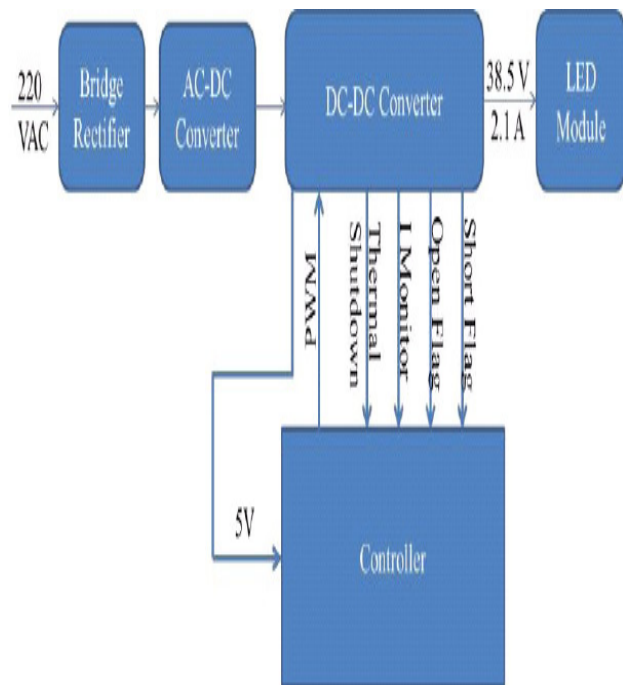 220
VAC
Bridge
Rectifier
AC-DC
Converter
DC-DC Converter
38.5 V
2.1 A
LED
Module
PWM
Thermal
Shutdown
I Monitor
Open Flag
Short Flag
5V
Controller